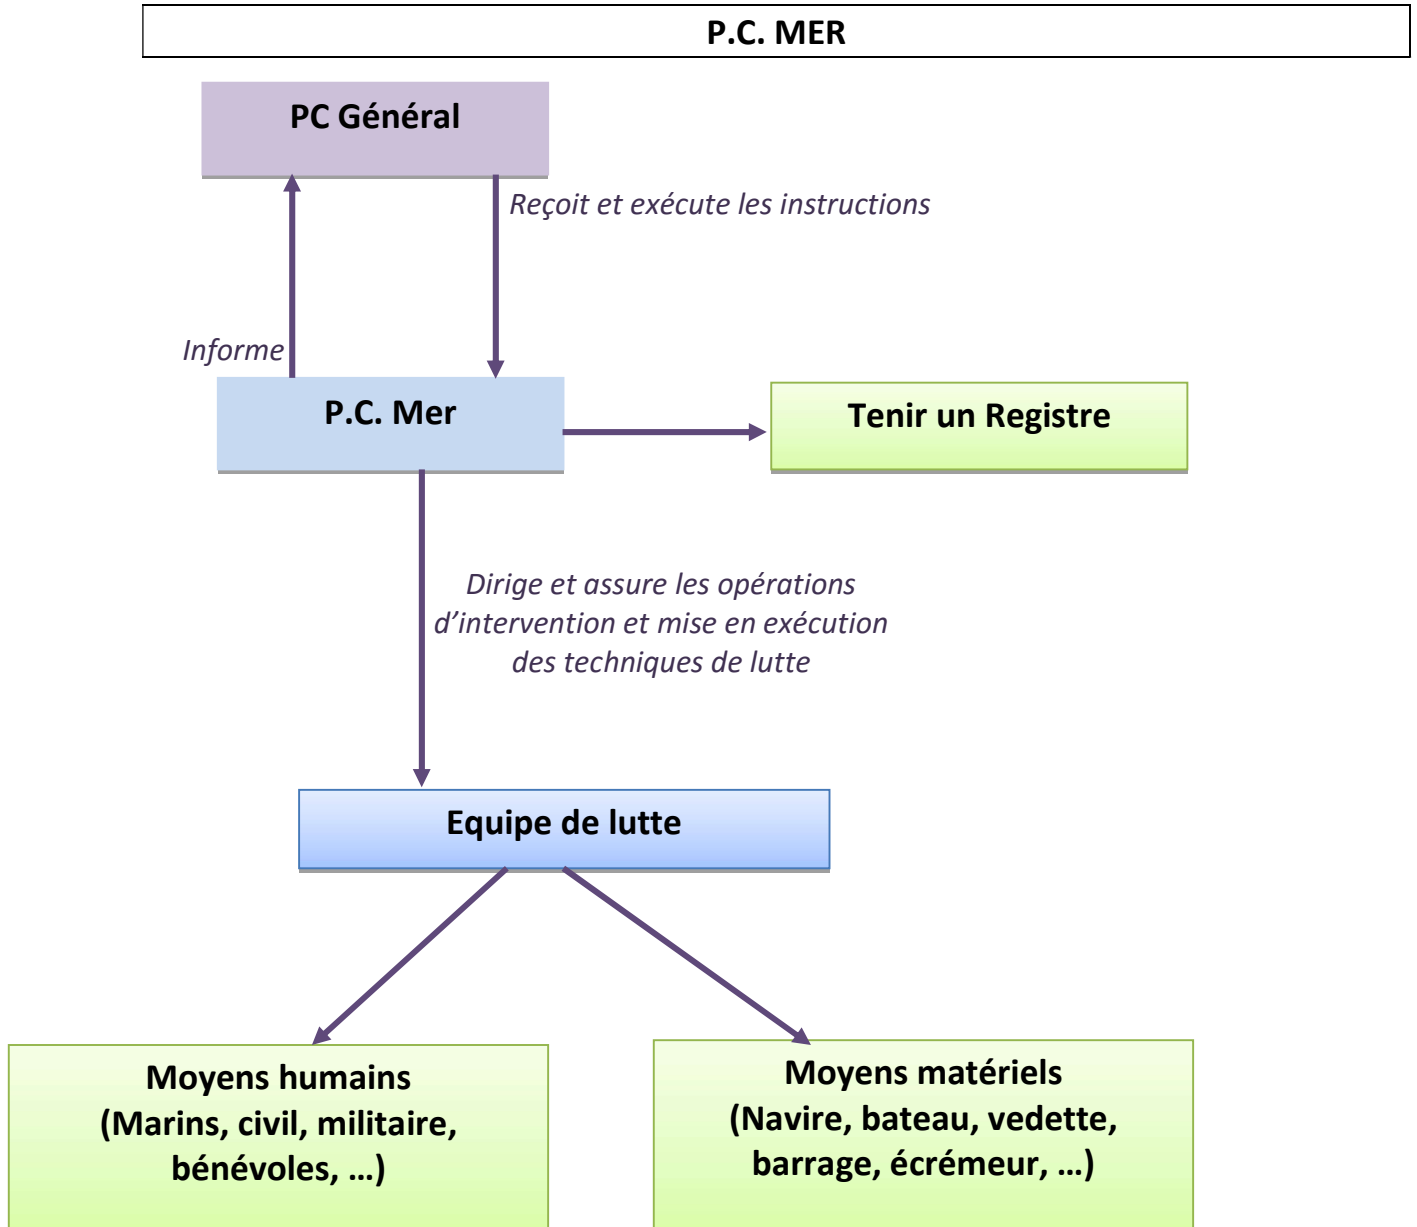 P.C. MER
PC Général
Reçoit et exécute les instructions
Informe
P.C. Mer
Tenir un Registre
Dirige et assure les opérations
d’intervention et mise en exécution
des techniques de lutte
Equipe de lutte
Moyens humains
(Marins, civil, militaire,
bénévoles, ...)
Moyens matériels
(Navire, bateau, vedette,
barrage, écrémeur, ...)